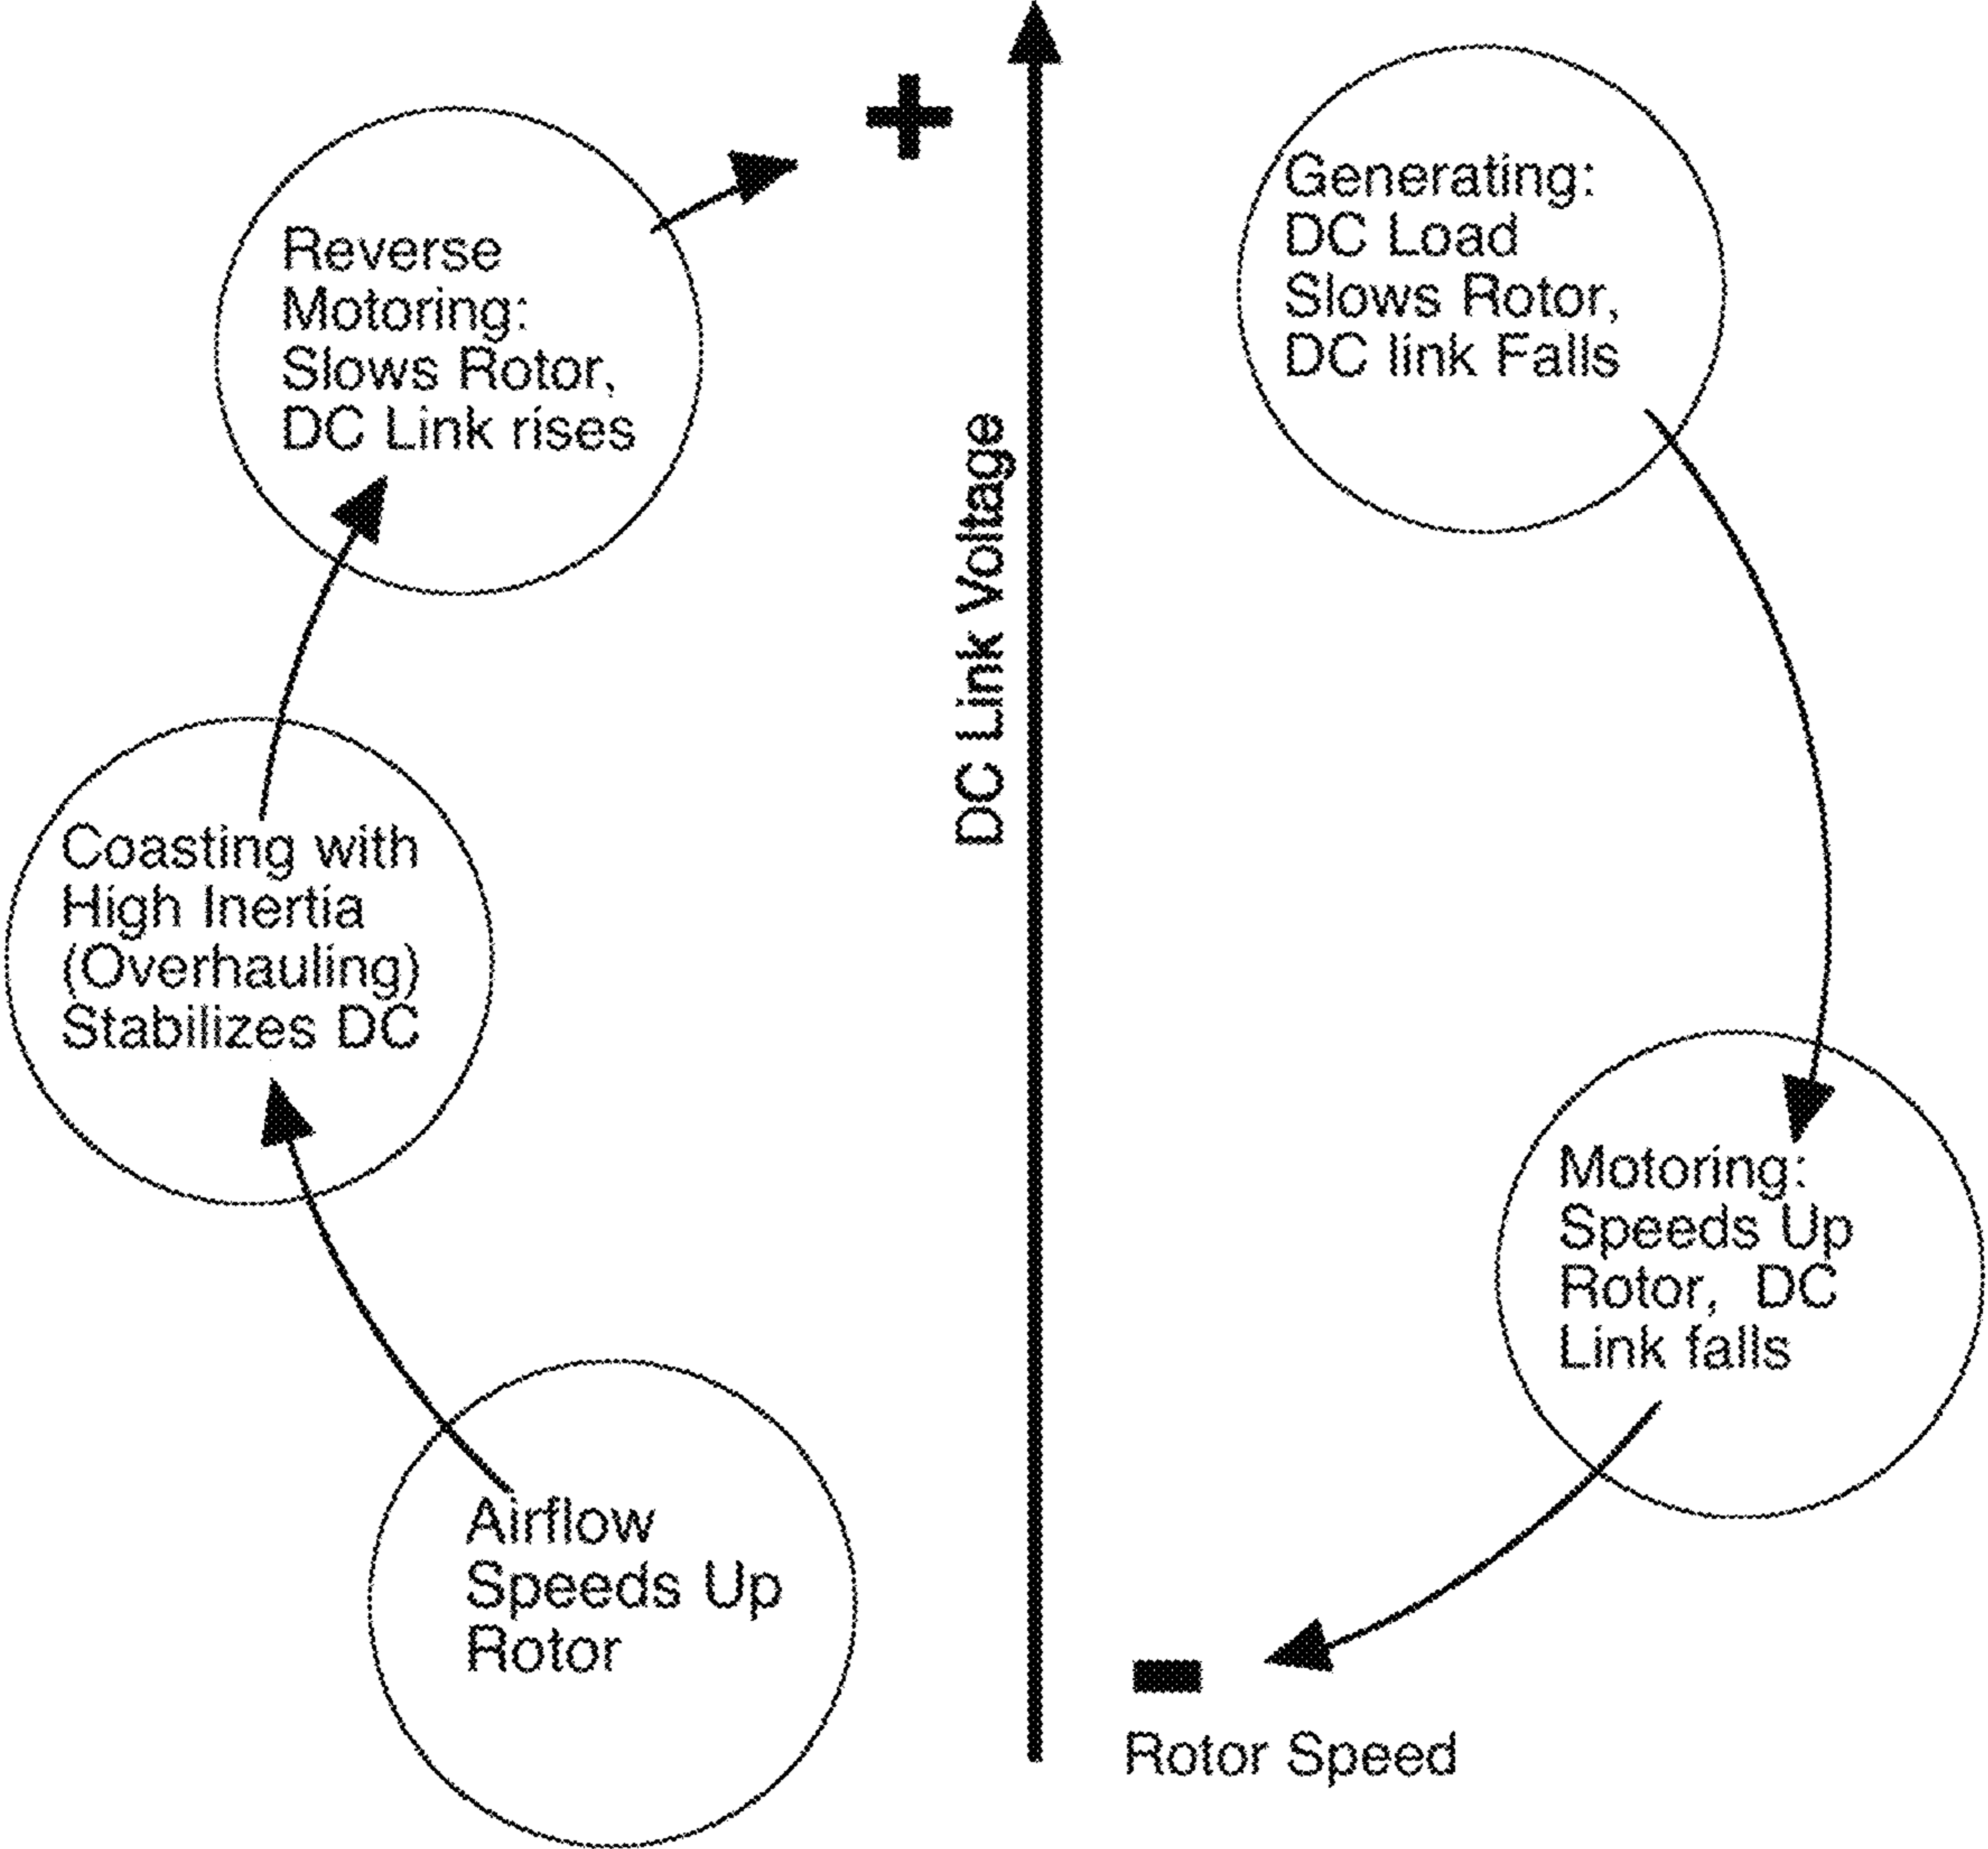 +
Reverse
Motoring:
Slows Rotor,
DC Link rises
Coasting with
High Inertia
(Overhauling)
Stabilizes DC
Airflow
Speeds Up
Rotor
DC Link Voltage
Generating:
DC Load
Slows Rotor,
DC link Falls
Motoring:
Speeds Up
Rotor, DC
Link falls
-
Rotor Speed